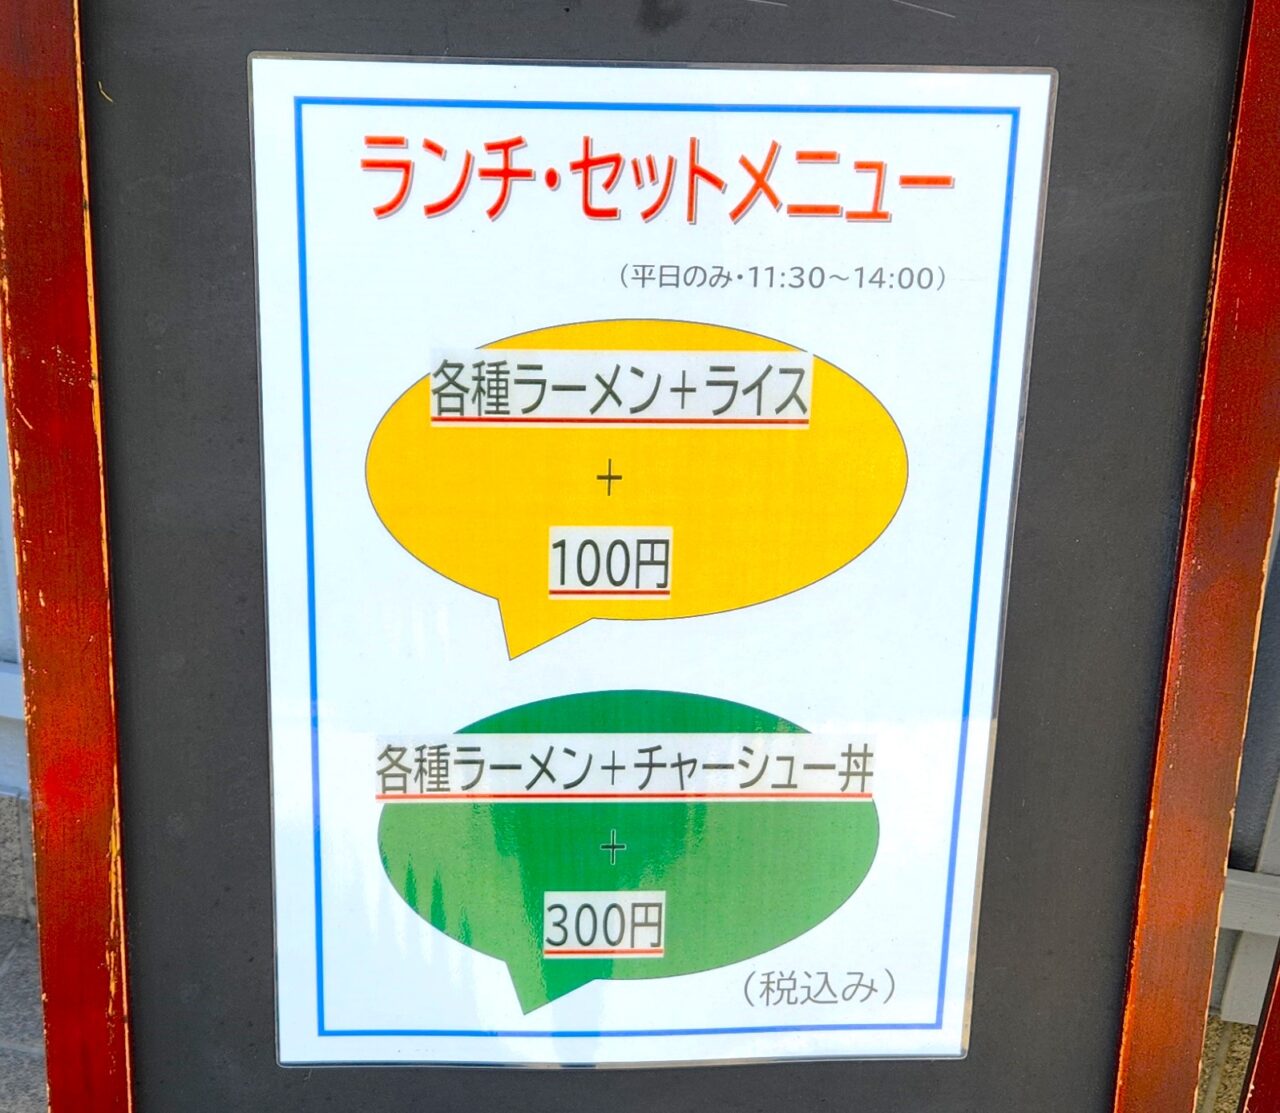 ランチ・セットメニュー
（平日のみ・11:30～14:00）
各種ラーメン＋ライス
＋
100円
各種ラーメン＋チャーシュー丼
＋
300円
（税込み）